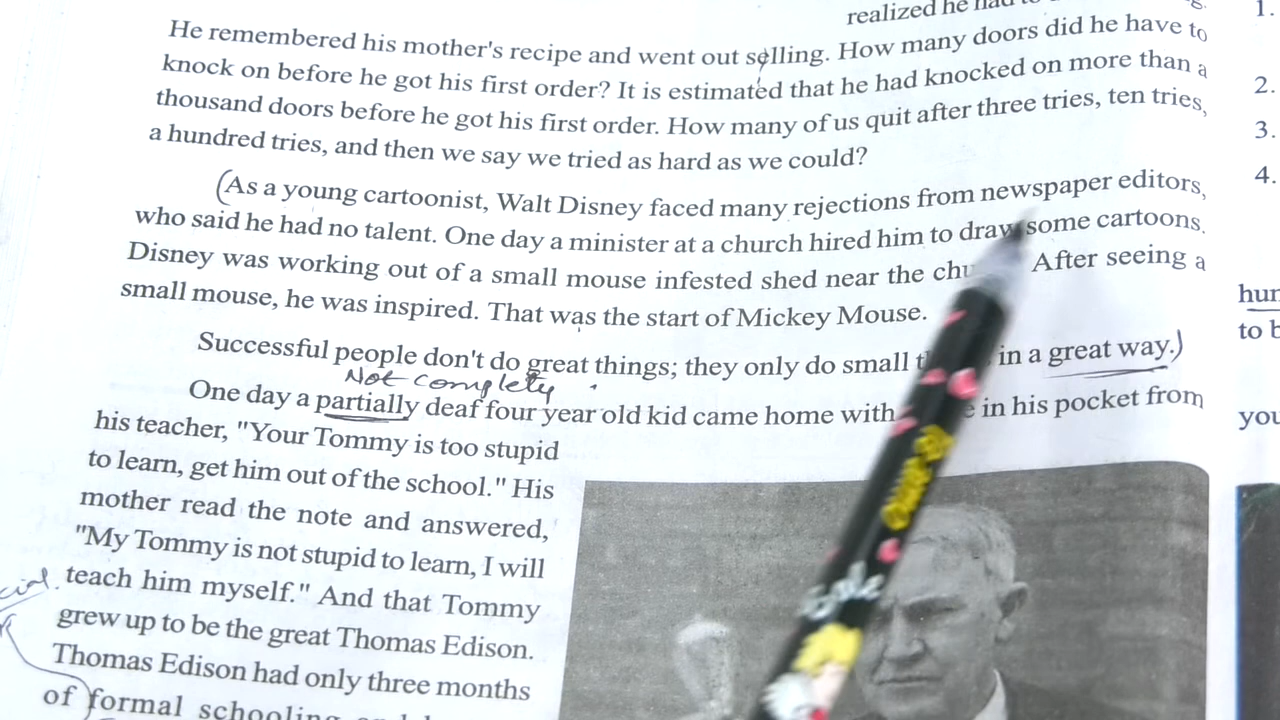 realized he had to
He remembered his mother's recipe and went out selling. How many doors did he have to
knock on before he got his first order? It is estimated that he had knocked on more than a
thousand doors before he got his first order. How many of us quit after three tries, ten tries,
a hundred tries, and then we say we tried as hard as we could?
(As a young cartoonist, Walt Disney faced many rejections from newspaper editors,
who said he had no talent. One day a minister at a church hired him to draw some cartoons.
Disney was working out of a small mouse infested shed near the After seeing a
small mouse, he was inspired. That was the start of Mickey Mouse.
Successful people don't do great things; they only do small in a great way.)
Not complety
One day a partially deaf four year old kid came home with in his pocket from
his teacher, "Your Tommy is too stupid
to learn, get him out of the school." His
mother read the note and answered,
"My Tommy is not stupid to learn, I will
teach him myself." And that Tommy
grew up to be the great Thomas Edison.
Thomas Edison had only three months
of formal schooling
1.
2.
3.
4.
hun
to b
you